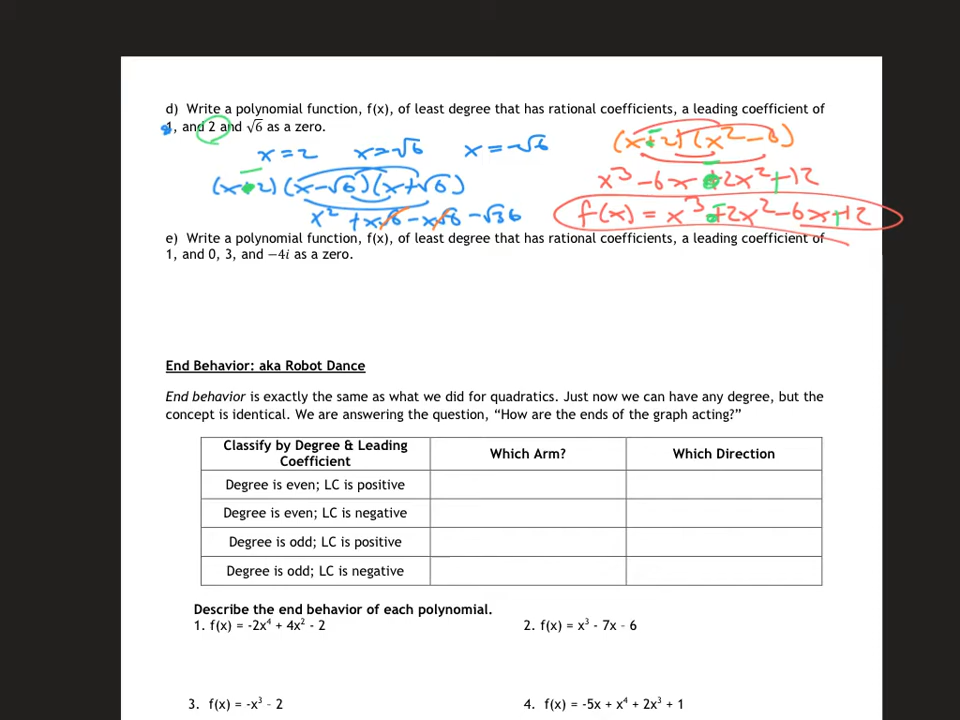 d) Write a polynomial function, f(x), of least degree that has rational coefficients, a leading coefficient of
1, and 2 and √6 as a zero.
x = 2 x = √6 x = -√6
(x - 2)(x - √6)(x + √6)
x² + x√6 - x√6 - √36
(x - 2)(x² - 6)
x³ - 6x - 2x² + 12
f(x) = x³ - 2x² - 6x + 12
e) Write a polynomial function, f(x), of least degree that has rational coefficients, a leading coefficient of
1, and 0, 3, and −4i as a zero.
End Behavior: aka Robot Dance
End behavior is exactly the same as what we did for quadratics. Just now we can have any degree, but the
concept is identical. We are answering the question, “How are the ends of the graph acting?”
Classify by Degree & Leading Coefficient Which Arm? Which Direction
Degree is even; LC is positive
Degree is even; LC is negative
Degree is odd; LC is positive
Degree is odd; LC is negative
Describe the end behavior of each polynomial.
1. f(x) = -2x⁴ + 4x² - 2 2. f(x) = x³ - 7x – 6
3. f(x) = -x³ – 2 4. f(x) = -5x + x⁴ + 2x³ + 1